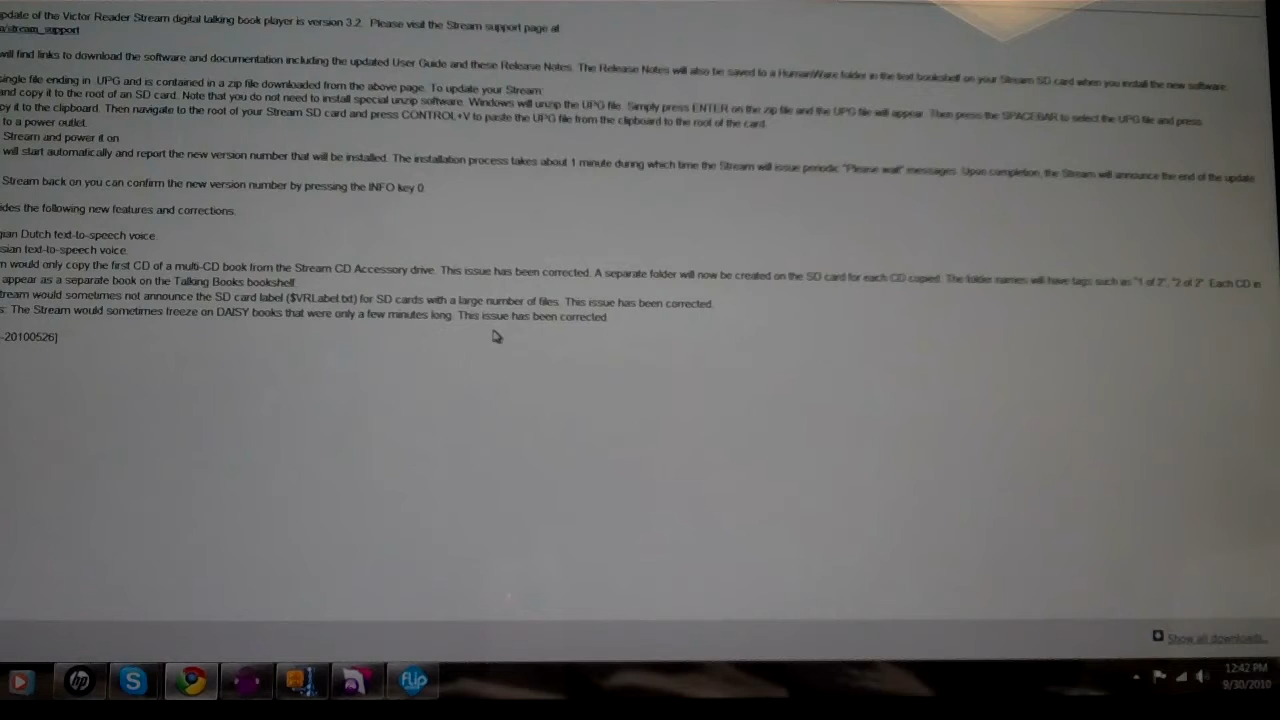 pdate of the Victor Reader Stream digital talking book player is version 3.2. Please visit the Stream support page at
a/stream_support
will find links to download the software and documentation including the updated User Guide and these Release Notes. The Release Notes will also be saved to a HumanWare folder in the text bookshelf on your Stream SD card when you install the new software.
single file ending in .UPG and is contained in a zip file downloaded from the above page. To update your Stream:
and copy it to the root of an SD card. Note that you do not need to install special unzip software. Windows will unzip the UPG file. Simply press ENTER on the zip file and the UPG file will appear. Then press the SPACEBAR to select the UPG file and press
py it to the clipboard. Then navigate to the root of your Stream SD card and press CONTROL+V to paste the UPG file from the clipboard to the root of the card.
to a power outlet.
Stream and power it on
will start automatically and report the new version number that will be installed. The installation process takes about 1 minute during which time the Stream will issue periodic "Please wait" messages. Upon completion, the Stream will announce the end of the update
Stream back on you can confirm the new version number by pressing the INFO key 0.
ides the following new features and corrections:
gian Dutch text-to-speech voice.
sian text-to-speech voice.
m would only copy the first CD of a multi-CD book from the Stream CD Accessory drive. This issue has been corrected. A separate folder will now be created on the SD card for each CD copied. The folder names will have tags such as "1 of 2", "2 of 2". Each CD in
appear as a separate book on the Talking Books bookshelf.
tream would sometimes not announce the SD card label ($VRLabel.txt) for SD cards with a large number of files. This issue has been corrected.
s: The Stream would sometimes freeze on DAISY books that were only a few minutes long. This issue has been corrected.
-20100526]
Show all downloads...
hp
S
flip
12:42 PM
9/30/2010